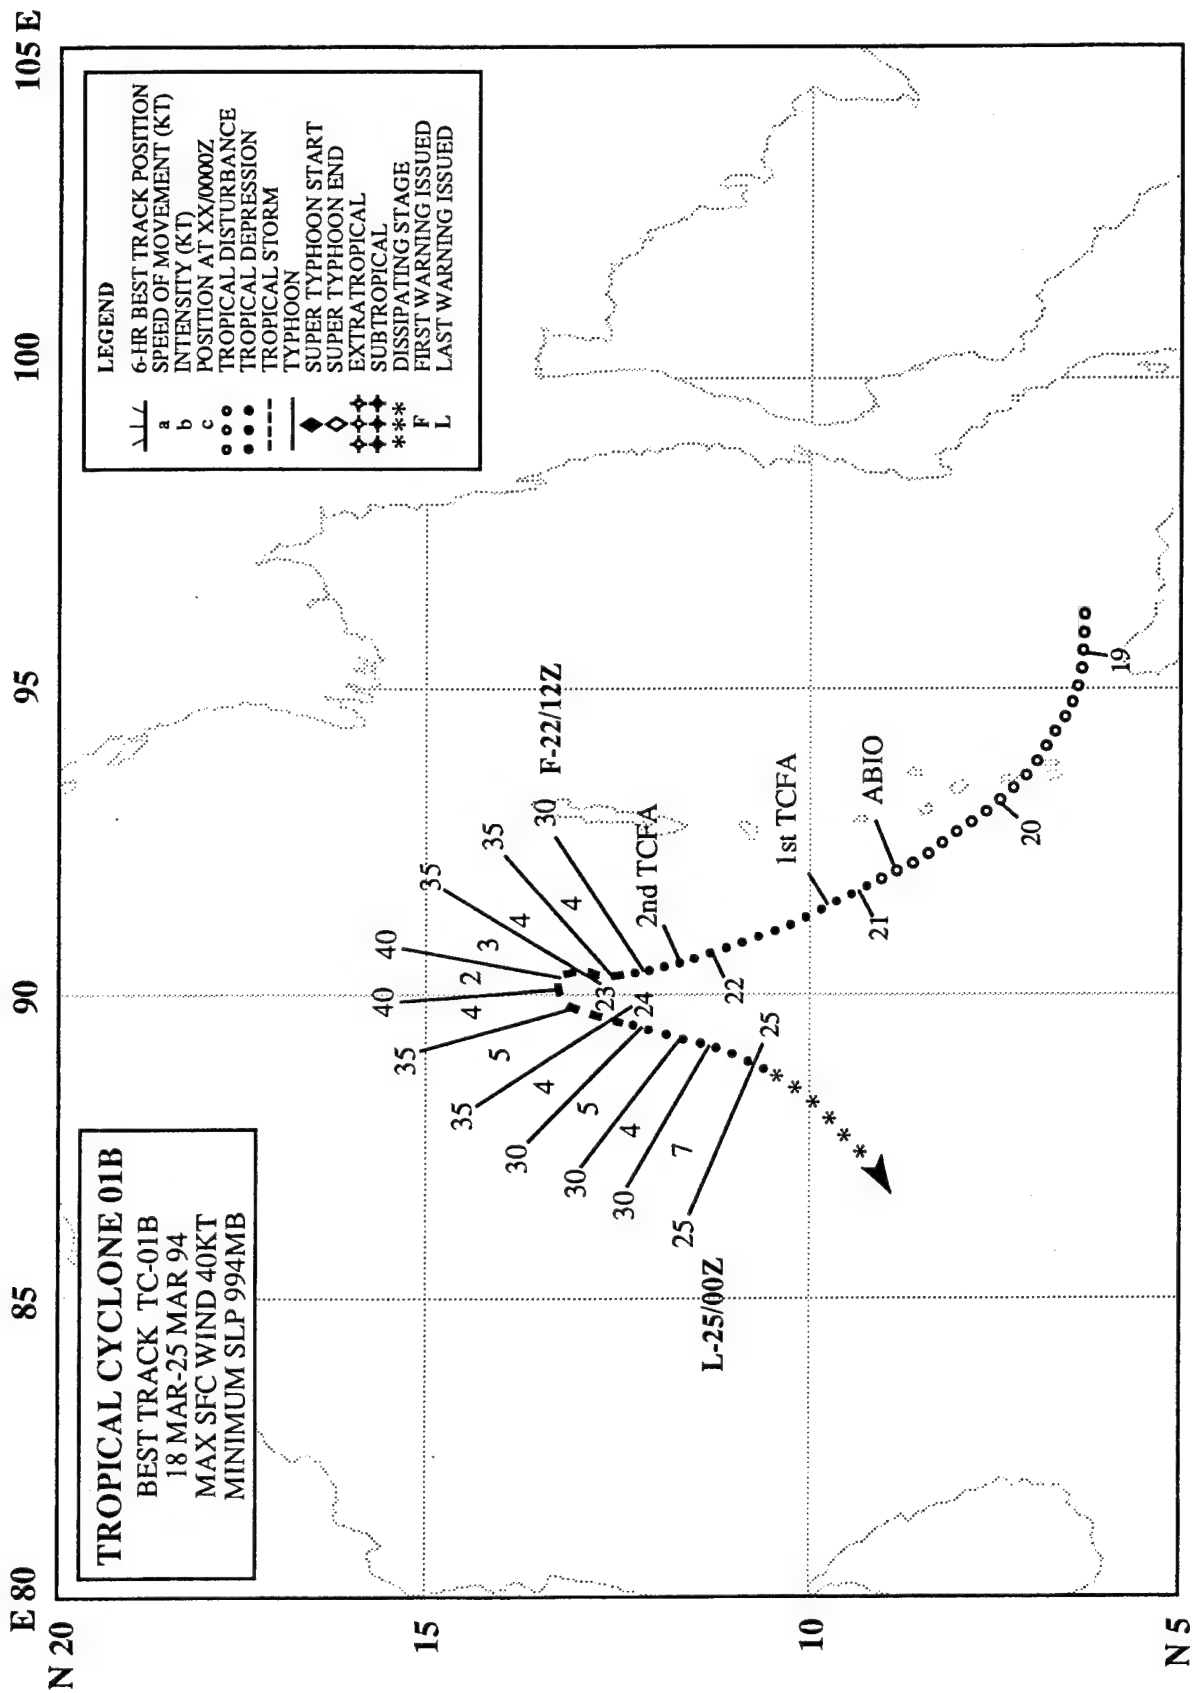 TROPICAL CYCLONE 01B
BEST TRACK TC-01B
18 MAR-25 MAR 94
MAX SFC WIND 40KT
MINIMUM SLP 994MB
LEGEND
6-HR BEST TRACK POSITION
a SPEED OF MOVEMENT (KT)
b INTENSITY (KT)
c POSITION AT XX/0000Z
TROPICAL DISTURBANCE
TROPICAL DEPRESSION
TROPICAL STORM
TYPHOON
SUPER TYPHOON START
SUPER TYPHOON END
EXTRATROPICAL
SUBTROPICAL
*** DISSIPATING STAGE
F FIRST WARNING ISSUED
L LAST WARNING ISSUED
E 80
85
90
95
100
105 E
N 20
15
10
N 5
40
40
35
35
35
35
30
30
30
30
25
4
2
3
4
4
5
4
5
4
7
F-22/12Z
L-25/00Z
2nd TCFA
1st TCFA
ABIO
19
20
21
22
23
24
25